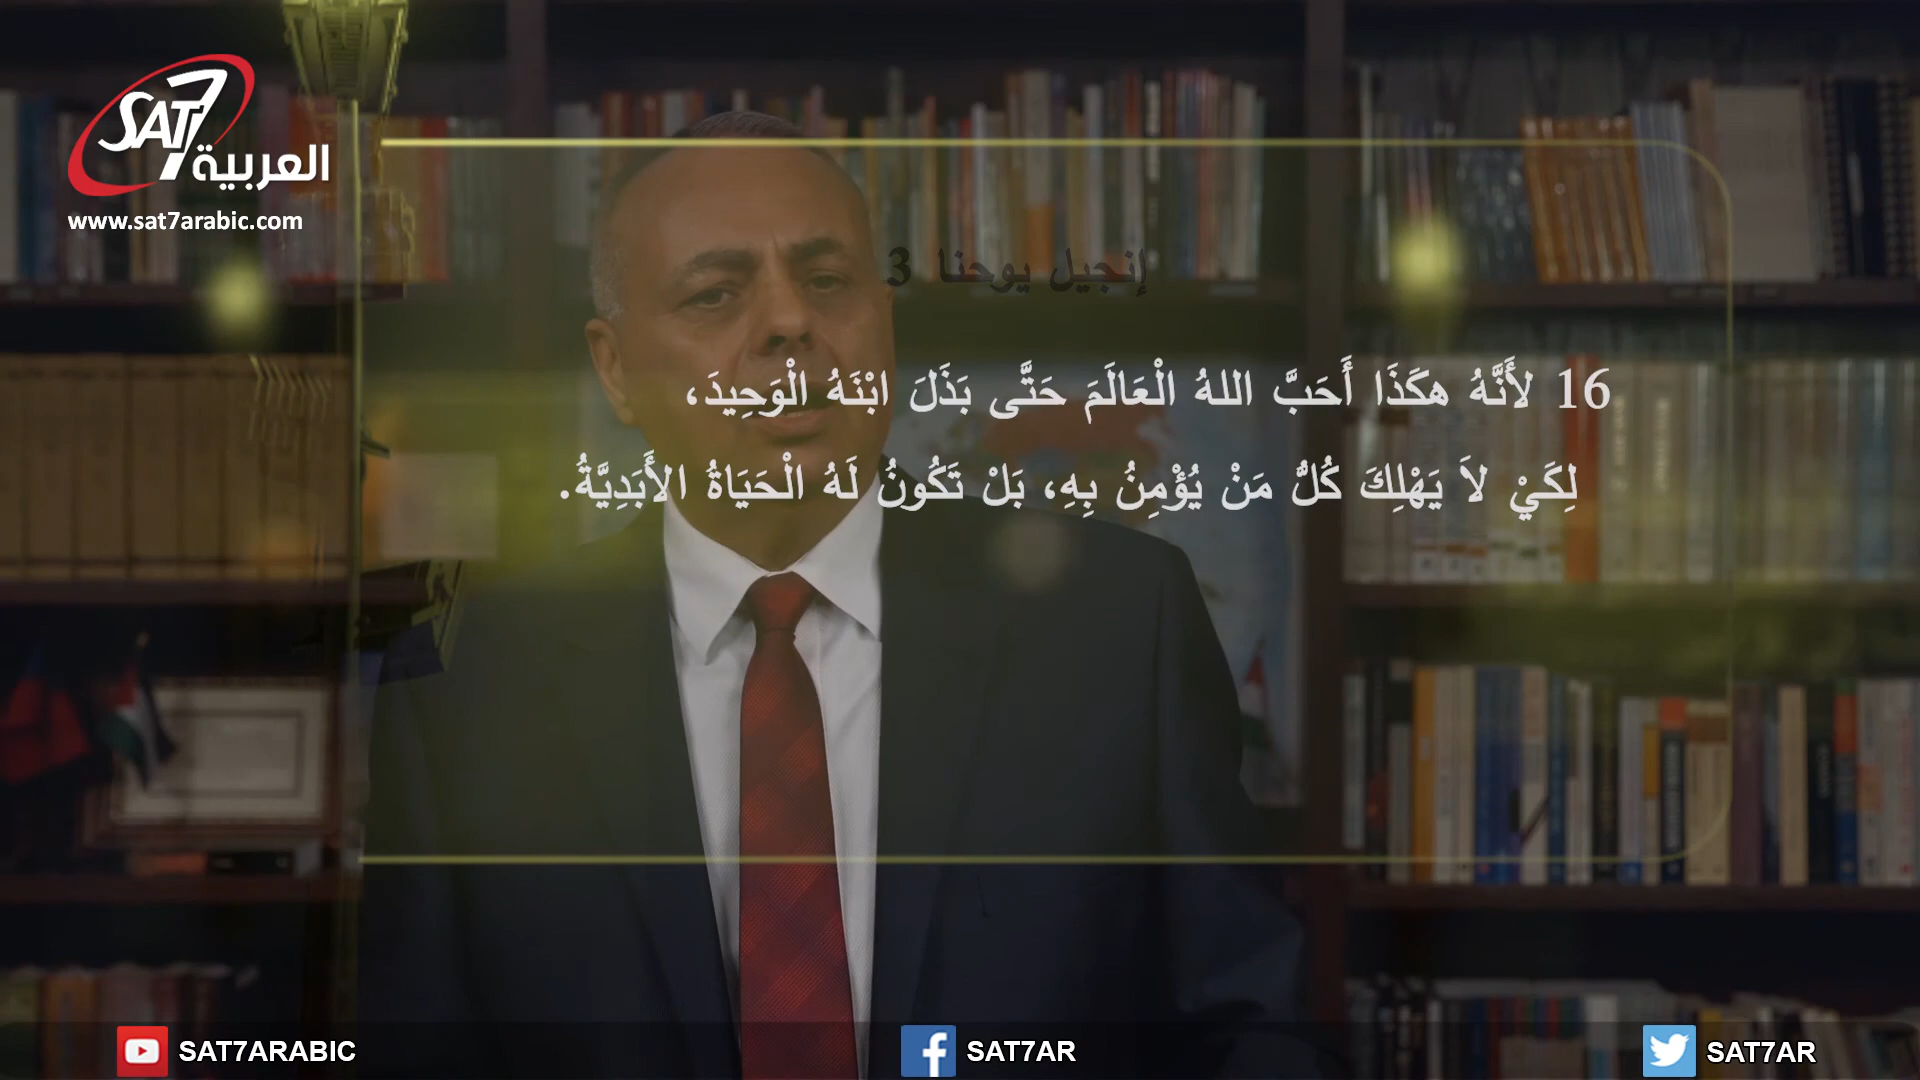 SAT7
العربية
www.sat7arabic.com
إنجيل يوحنا 3
16 لأَنَّهُ هكَذَا أَحَبَّ اللهُ الْعَالَمَ حَتَّى بَذَلَ ابْنَهُ الْوَحِيدَ،
لِكَيْ لاَ يَهْلِكَ كُلُّ مَنْ يُؤْمِنُ بِهِ، بَلْ تَكُونُ لَهُ الْحَيَاةُ الأَبَدِيَّةُ.
SAT7ARABIC
SAT7AR
SAT7AR